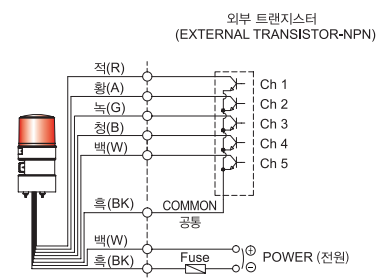 외부 트랜지스터
(EXTERNAL TRANSISTOR-NPN)
적(R)
황(A)
녹(G)
청(B)
백(W)
Ch 1
Ch 2
Ch 3
Ch 4
Ch 5
흑(BK)
COMMON
공통
백(W)
흑(BK)
Fuse
⊕
⊖
POWER (전원)